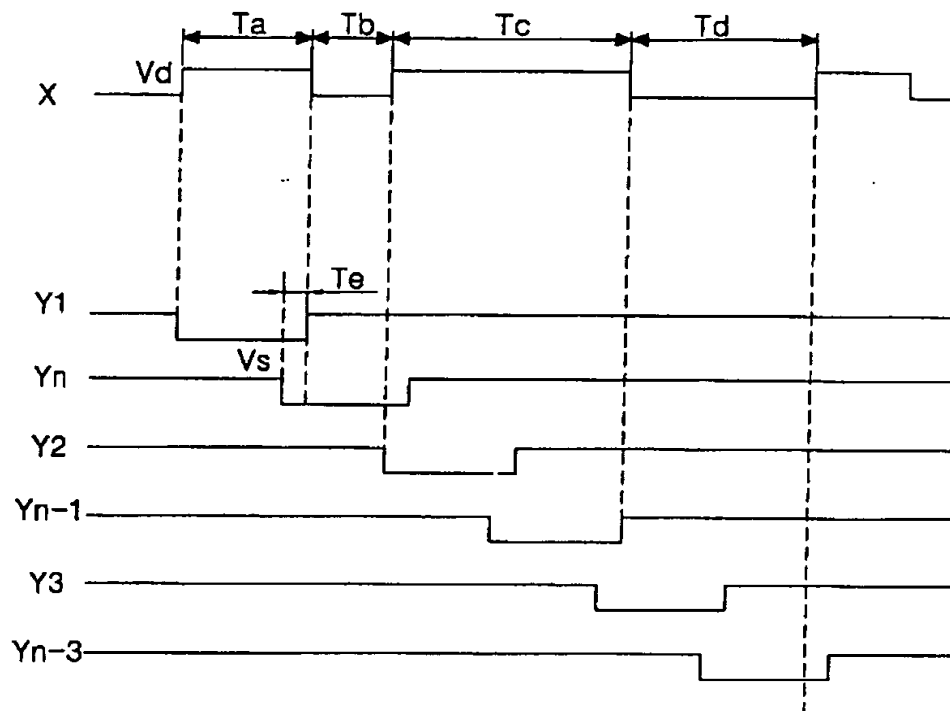 Ta Tb Tc Td
Vd
X
Te
Y1
Vs
Yn
Y2
Yn-1
Y3
Yn-3